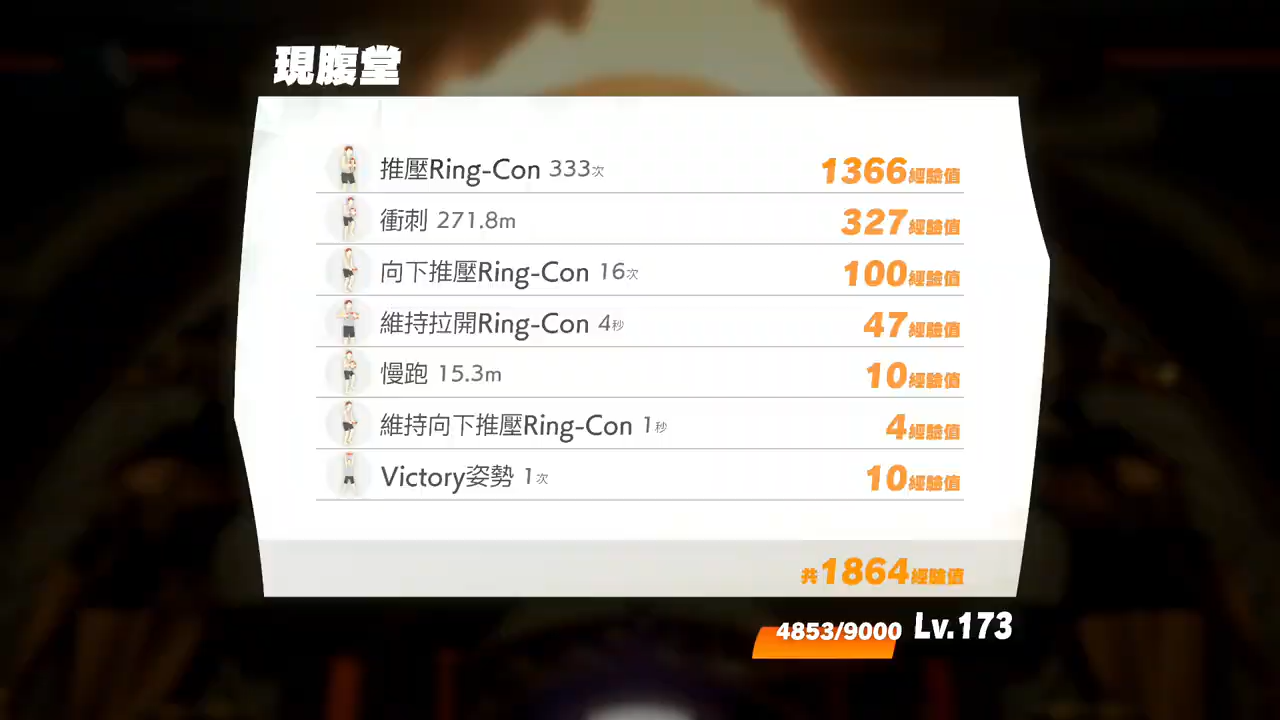 現腹堂
推壓Ring-Con 333次 1366經驗值
衝刺 271.8m 327經驗值
向下推壓Ring-Con 16次 100經驗值
維持拉開Ring-Con 4秒 47經驗值
慢跑 15.3m 10經驗值
維持向下推壓Ring-Con 1秒 4經驗值
Victory姿勢 1次 10經驗值
共1864經驗值
4853/9000 Lv.173